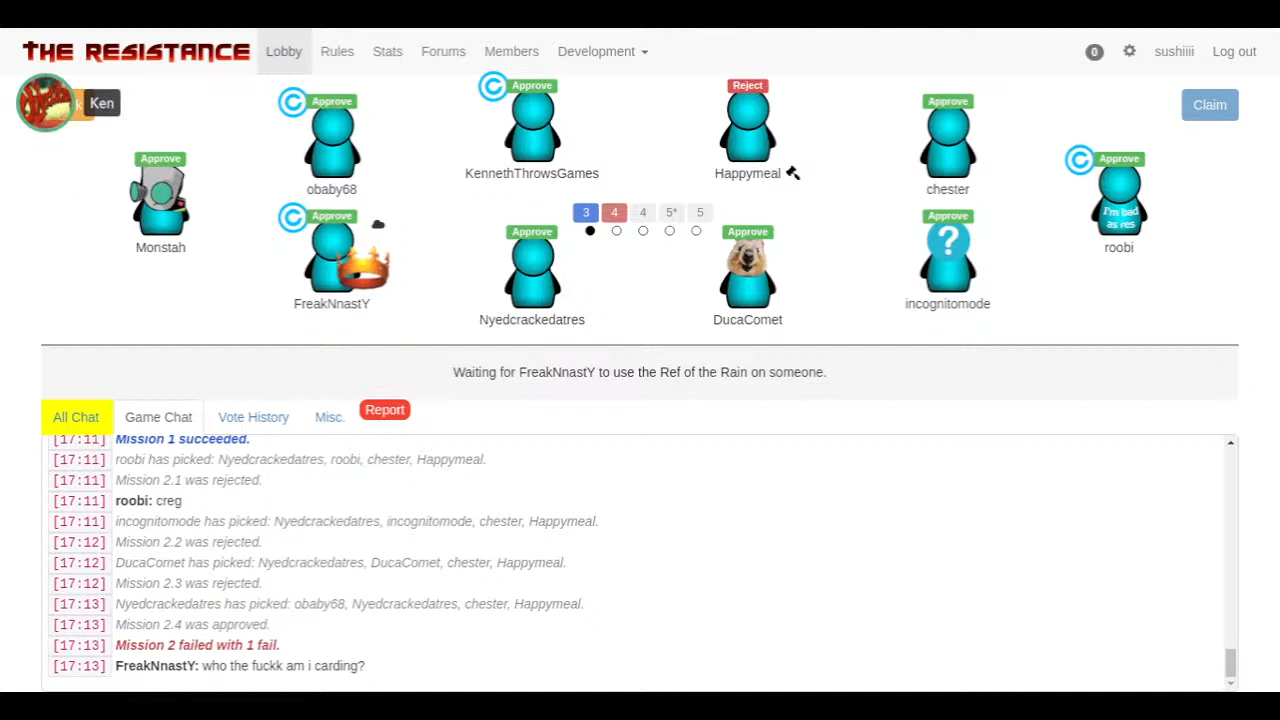 THE RESISTANCE Lobby Rules Stats Forums Members Development 0 sushiiii Log out
Ken Claim
Approve Approve Reject Approve
KennethThrowsGames Happymeal
obaby68 chester
Approve Approve
Monstah roobi
I'm bad
as res
3 4 4 5* 5
Approve Approve Approve Approve
?
FreakNnastY Nyedcrackedatres DucaComet incognitomode
Waiting for FreakNnastY to use the Ref of the Rain on someone.
All Chat Game Chat Vote History Misc. Report
[17:11] Mission 1 succeeded.
[17:11] roobi has picked: Nyedcrackedatres, roobi, chester, Happymeal.
[17:11] Mission 2.1 was rejected.
[17:11] roobi: creg
[17:11] incognitomode has picked: Nyedcrackedatres, incognitomode, chester, Happymeal.
[17:12] Mission 2.2 was rejected.
[17:12] DucaComet has picked: Nyedcrackedatres, DucaComet, chester, Happymeal.
[17:12] Mission 2.3 was rejected.
[17:13] Nyedcrackedatres has picked: obaby68, Nyedcrackedatres, chester, Happymeal.
[17:13] Mission 2.4 was approved.
[17:13] Mission 2 failed with 1 fail.
[17:13] FreakNnastY: who the fuckk am i carding?